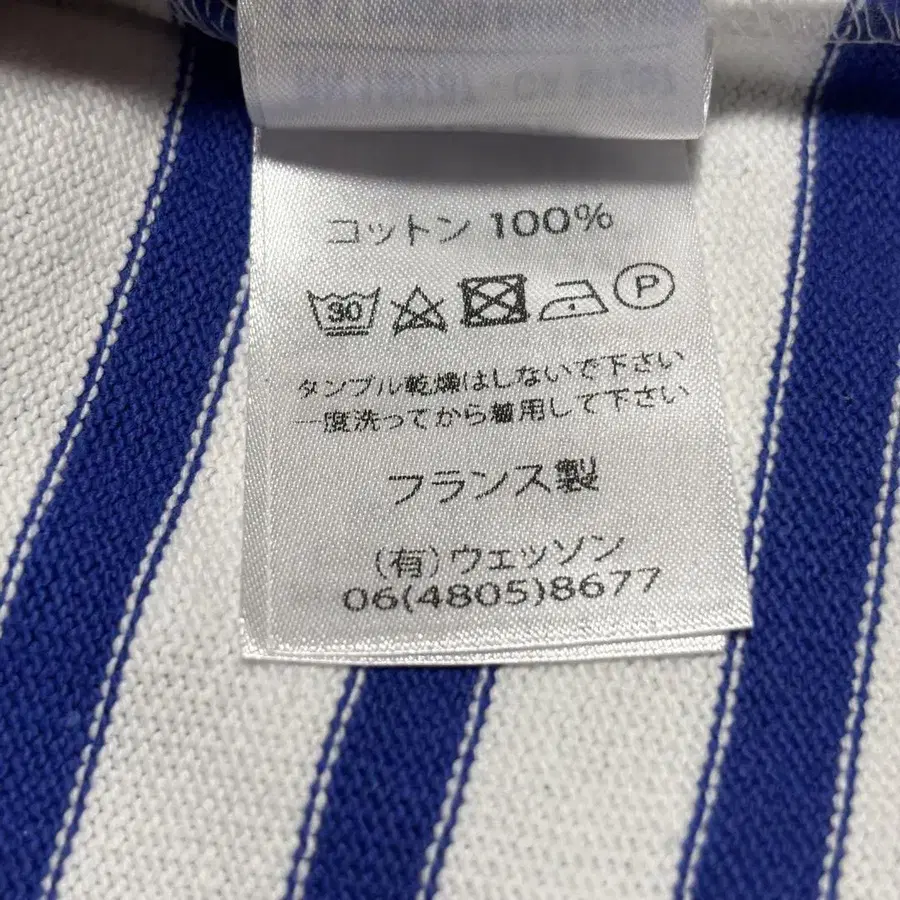 コットン 100%
30 P
タンブル乾燥はしないで下さい
一度洗ってから着用して下さい
フランス製
(有)ウェッソン
06(4805)8677